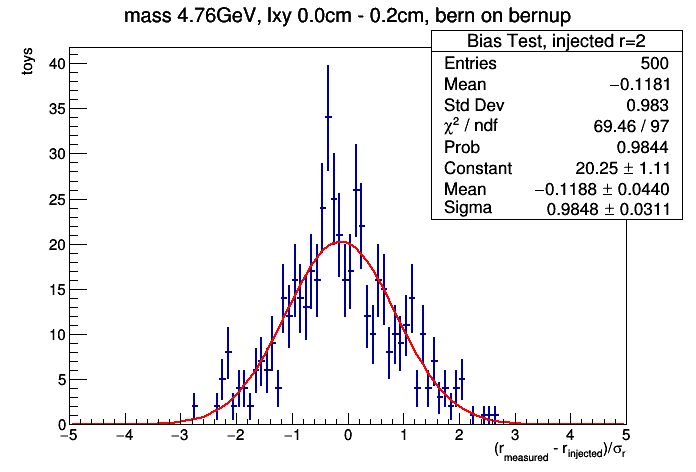 mass 4.76GeV, lxy 0.0cm - 0.2cm, bern on bernup
toys
Bias Test, injected r=2
Entries 500
Mean −0.1181
Std Dev 0.983
χ² / ndf 69.46 / 97
Prob 0.9844
Constant 20.25 ± 1.11
Mean −0.1188 ± 0.0440
Sigma 0.9848 ± 0.0311
40
35
30
25
20
15
10
5
0
−5 −4 −3 −2 −1 0 1 2 3 4 5
(r_measured - r_injected)/σ_r